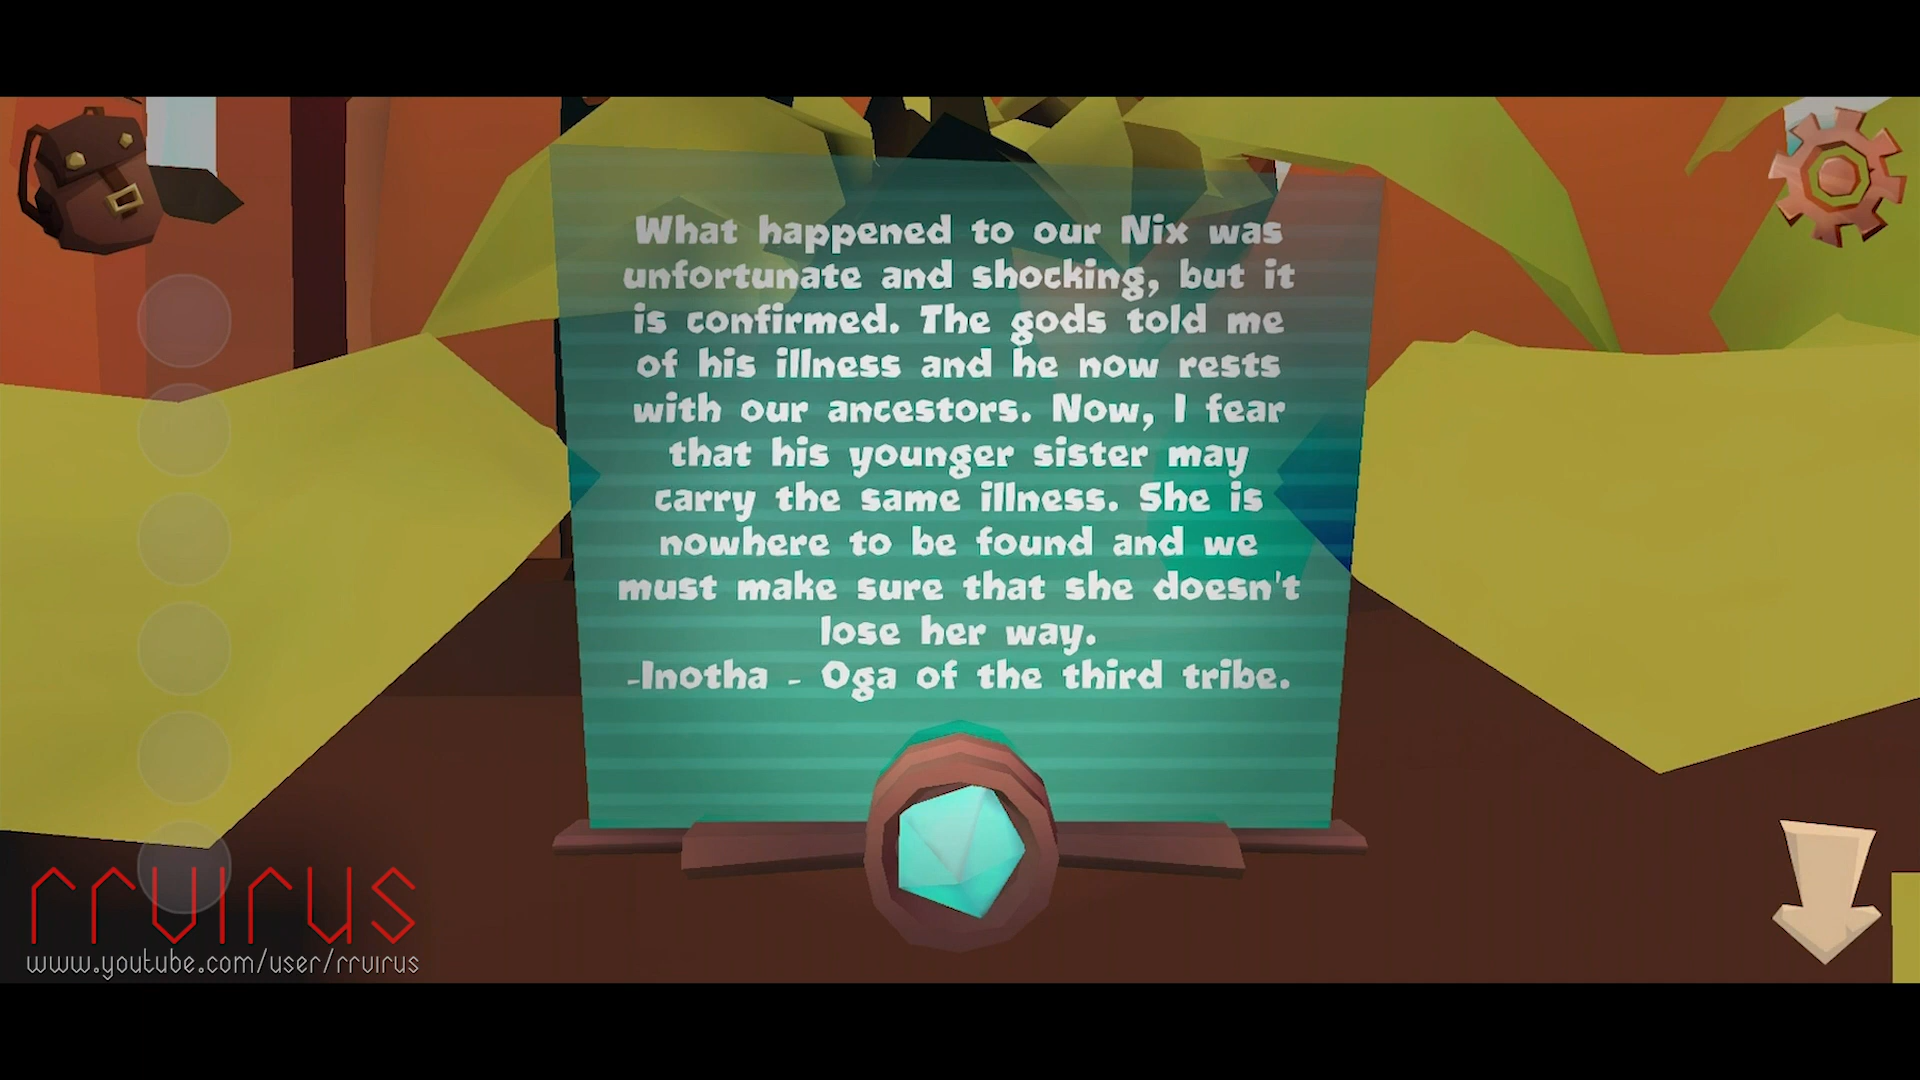 What happened to our Nix was
unfortunate and shocking, but it
is confirmed. The gods told me
of his illness and he now rests
with our ancestors. Now, I fear
that his younger sister may
carry the same illness. She is
nowhere to be found and we
must make sure that she doesn't
lose her way.
-Inotha - Oga of the third tribe.
rrvirus
www.youtube.com/user/rrvirus